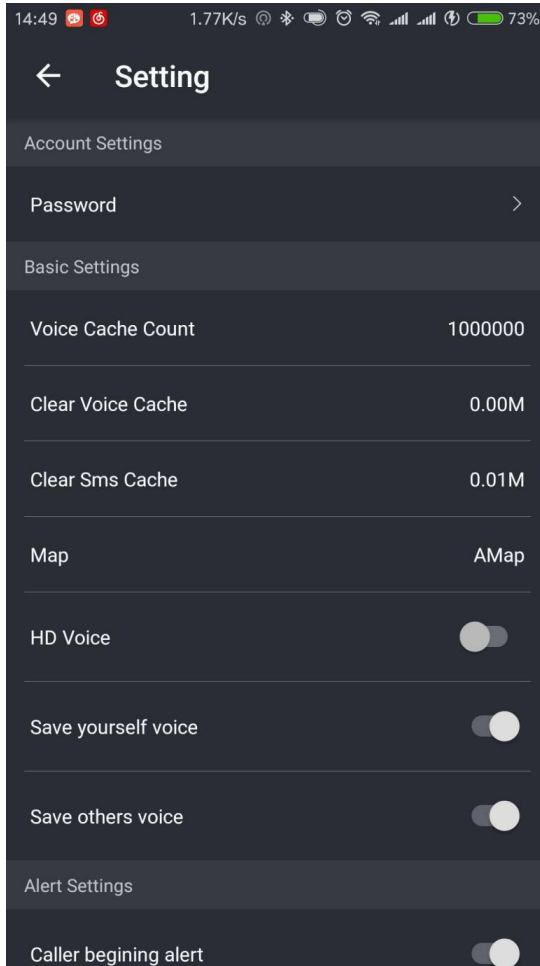 14:49 1.77K/s 73%
Setting
Account Settings
Password
Basic Settings
Voice Cache Count 1000000
Clear Voice Cache 0.00M
Clear Sms Cache 0.01M
Map AMap
HD Voice
Save yourself voice
Save others voice
Alert Settings
Caller begining alert